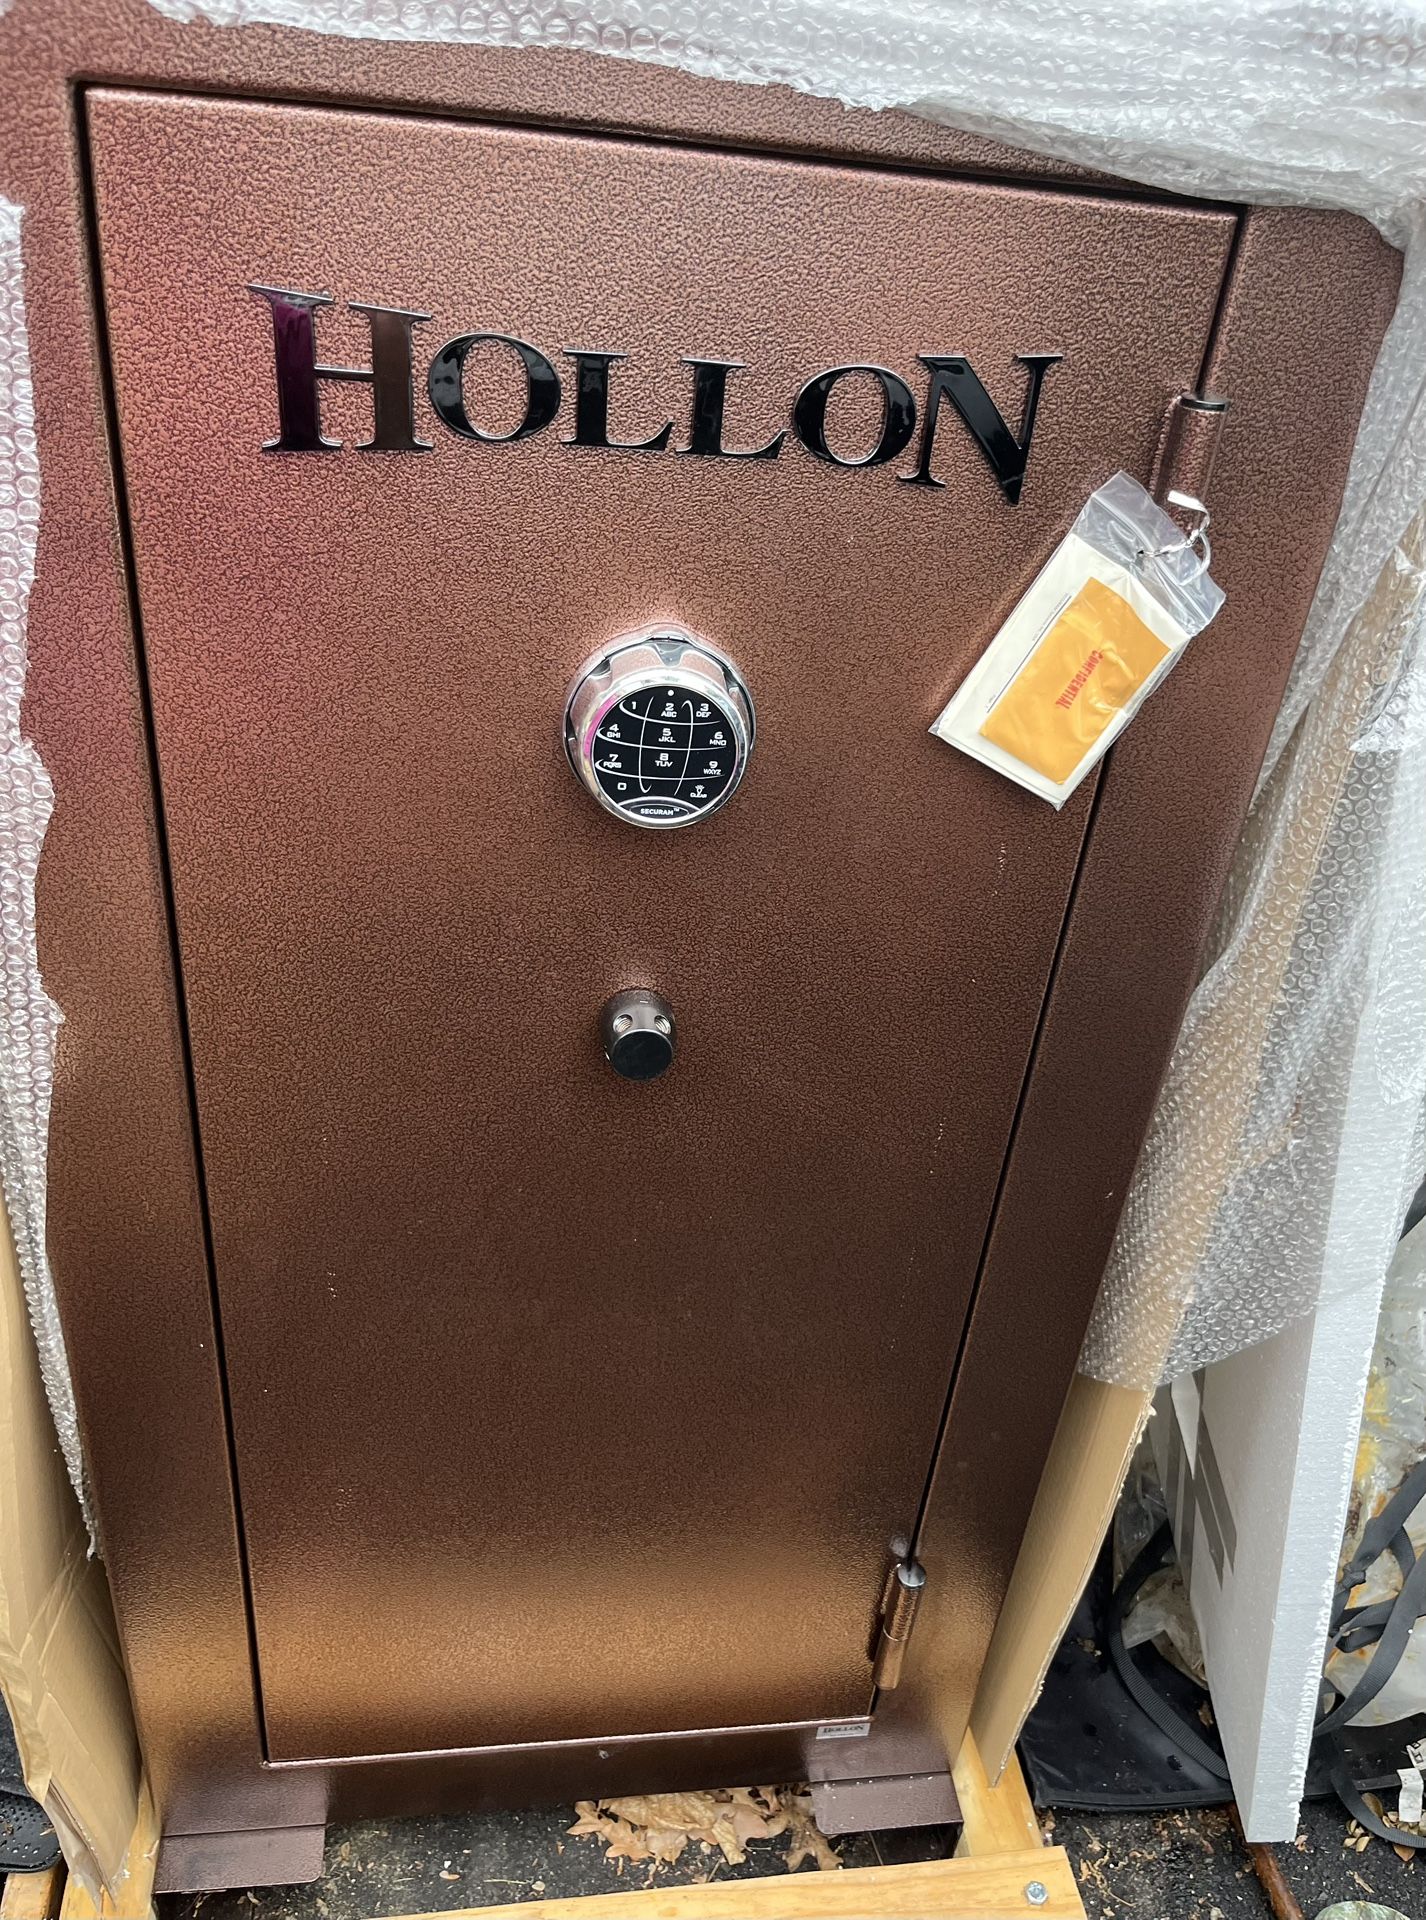 HOLLON
1 2 ABC 3 DEF
4 GHI 5 JKL 6 MNO
7 PQRS 8 TUV 9 WXYZ
0 CLEAR
SECURAM™
CONFIDENTIAL
HOLLON